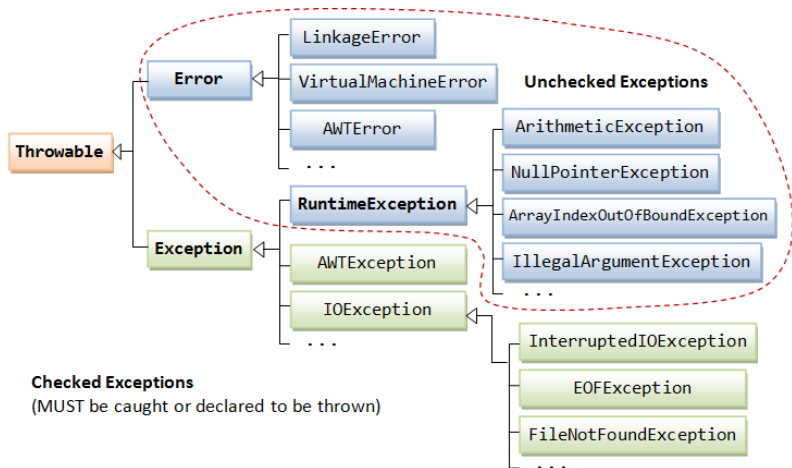 LinkageError
Error
VirtualMachineError
Unchecked Exceptions
AWTError
ArithmeticException
Throwable
...
NullPointerException
RuntimeException
ArrayIndexOutOfBoundException
Exception
AWTException
IllegalArgumentException
...
IOException
...
InterruptedIOException
Checked Exceptions
(MUST be caught or declared to be thrown)
EOFException
FileNotFoundException
...